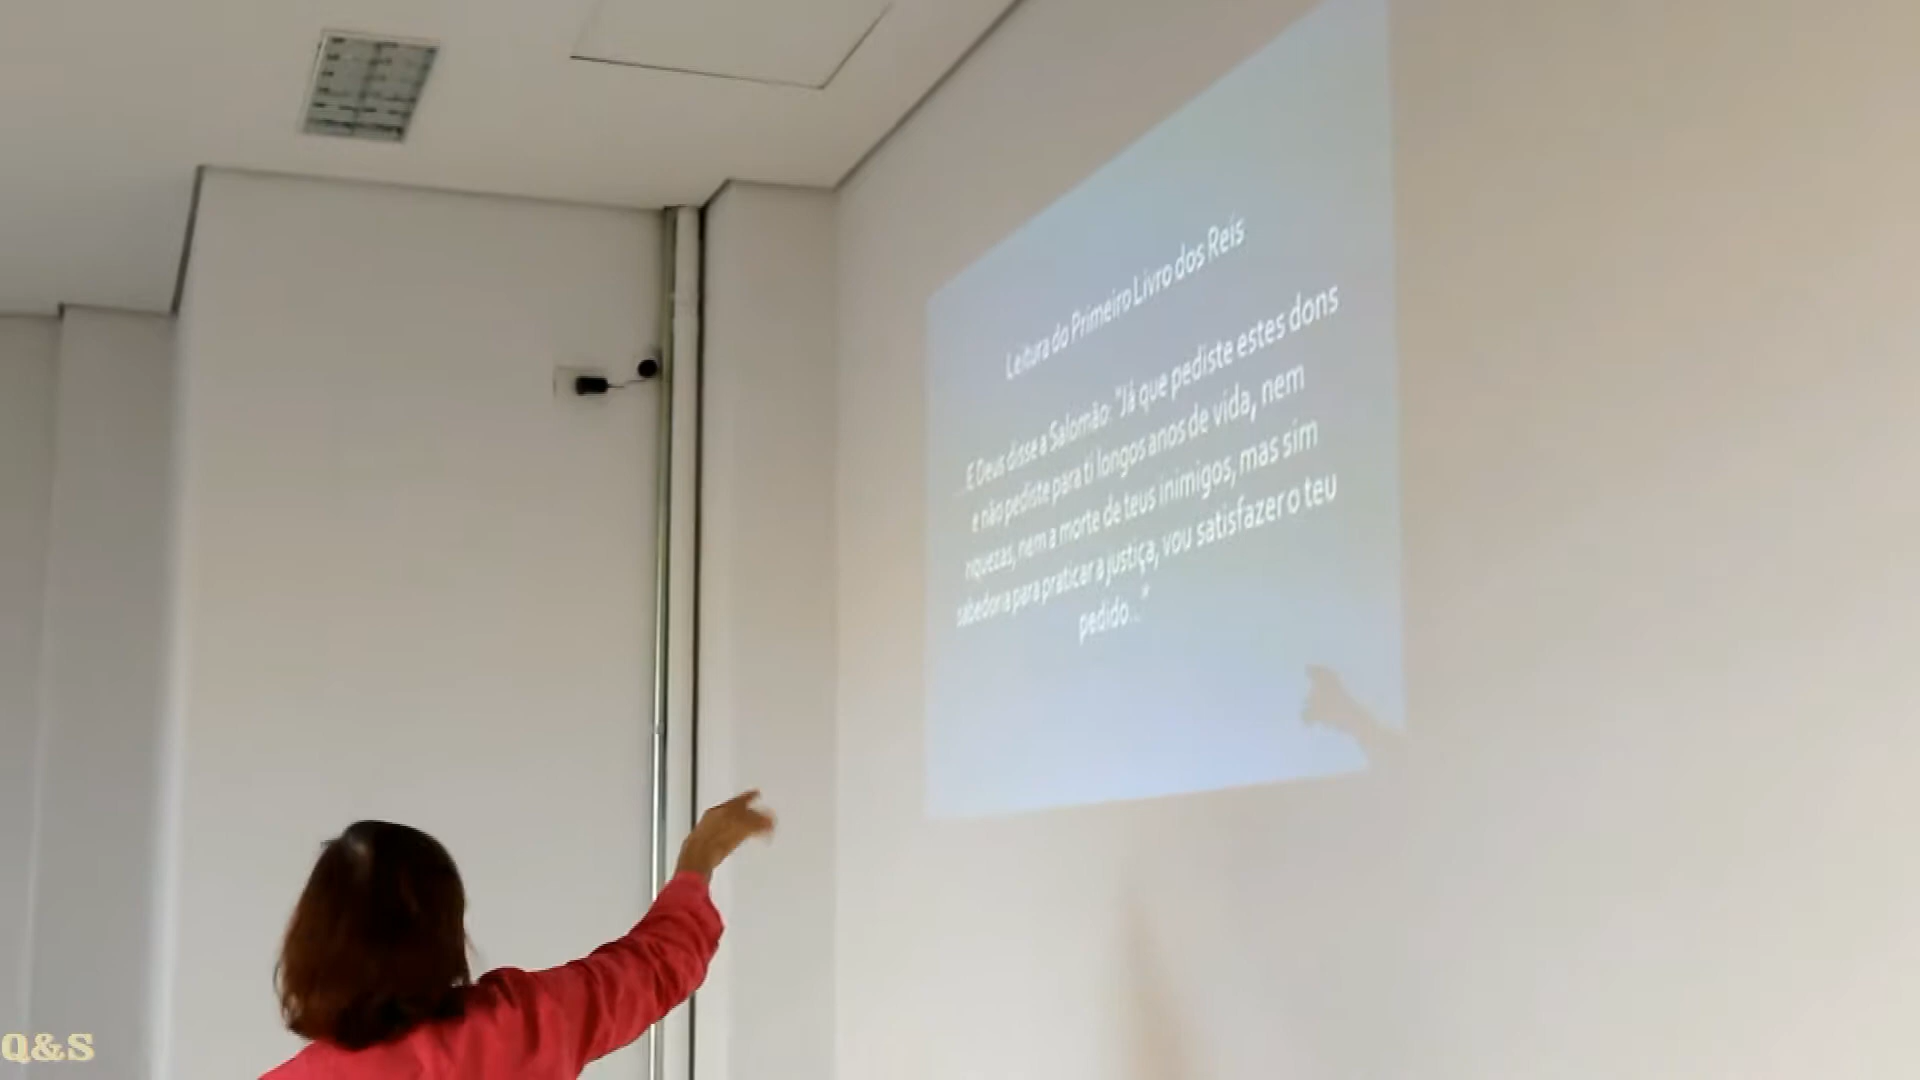 Leitura do Primeiro Livro dos Reis
E Deus disse a Salomão: "Já que pediste estes dons
e não pediste para ti longos anos de vida, nem
riquezas, nem a morte de teus inimigos, mas sim
sabedoria para praticar a justiça, vou satisfazer o teu
pedido..."
Q&S